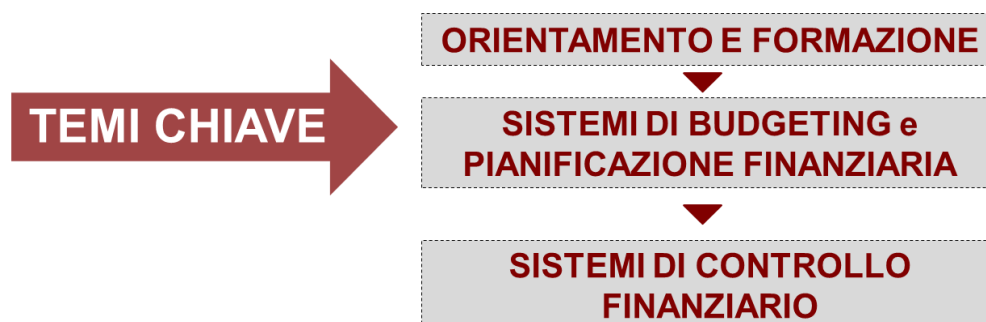 TEMI CHIAVE
ORIENTAMENTO E FORMAZIONE
SISTEMI DI BUDGETING e
PIANIFICAZIONE FINANZIARIA
SISTEMI DI CONTROLLO
FINANZIARIO